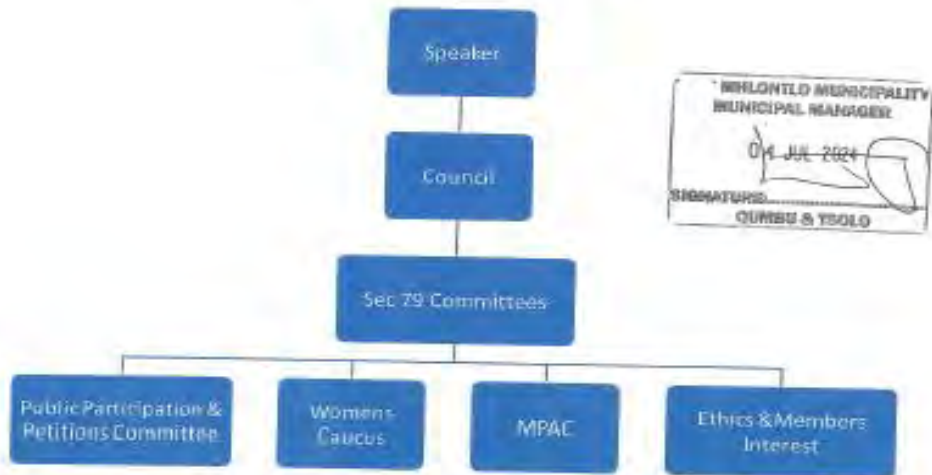 Speaker
MHLONTLO MUNICIPALITY
MUNICIPAL MANAGER
04 JUL 2024
SIGNATURE
QUMBU & TSOLO
Council
Sec 79 Committees
Public Participation &
Petitions Committee
Womens
Caucus
MPAC
Ethics &Members
Interest